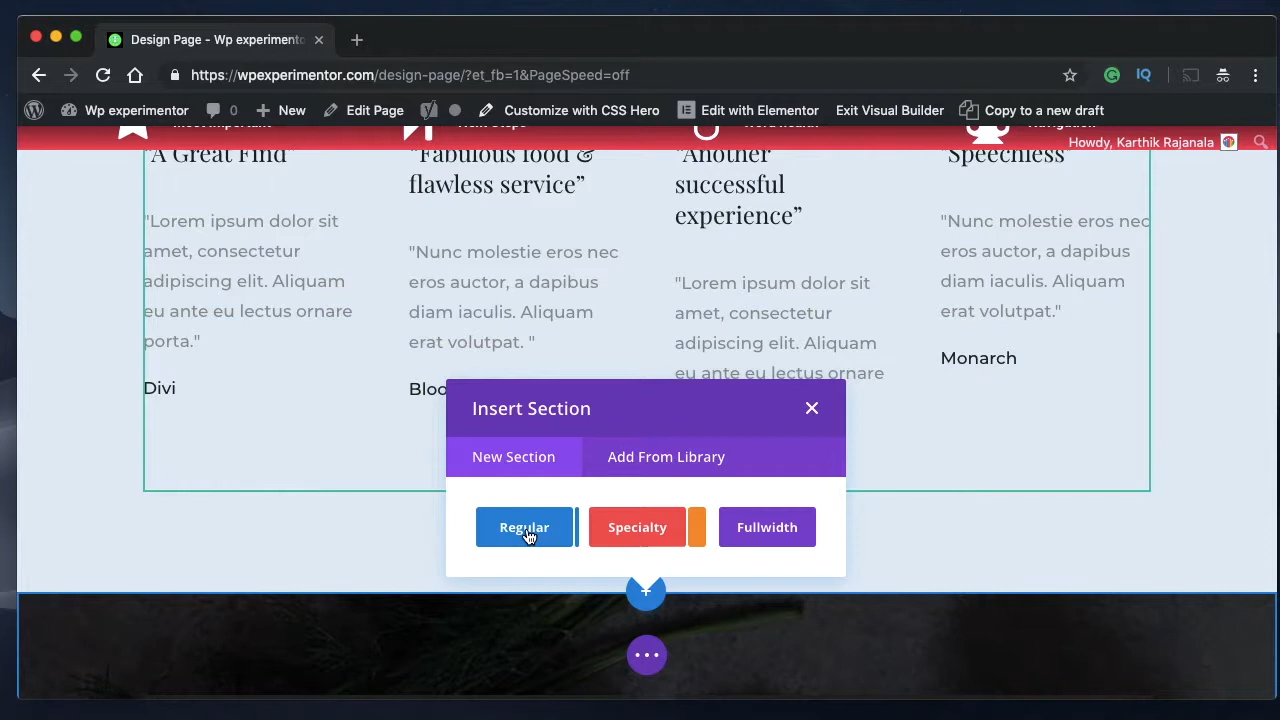 Design Page - Wp experimento
https://wpexperimentor.com/design-page/?et_fb=1&PageSpeed=off
Wp experimentor 0 New Edit Page Customize with CSS Hero Edit with Elementor Exit Visual Builder Copy to a new draft
Howdy, Karthik Rajanala
"A Great Find"
"Fabulous food &
flawless service”
"Another
successful
experience”
"Speechless"
"Lorem ipsum dolor sit
amet, consectetur
adipiscing elit. Aliquam
eu ante eu lectus ornare
porta."
Divi
"Nunc molestie eros nec
eros auctor, a dapibus
diam iaculis. Aliquam
erat volutpat. "
Bloo
"Lorem ipsum dolor sit
amet, consectetur
adipiscing elit. Aliquam
eu ante eu lectus ornare
"Nunc molestie eros nec
eros auctor, a dapibus
diam iaculis. Aliquam
erat volutpat."
Monarch
Insert Section
New Section Add From Library
Regular Specialty Fullwidth